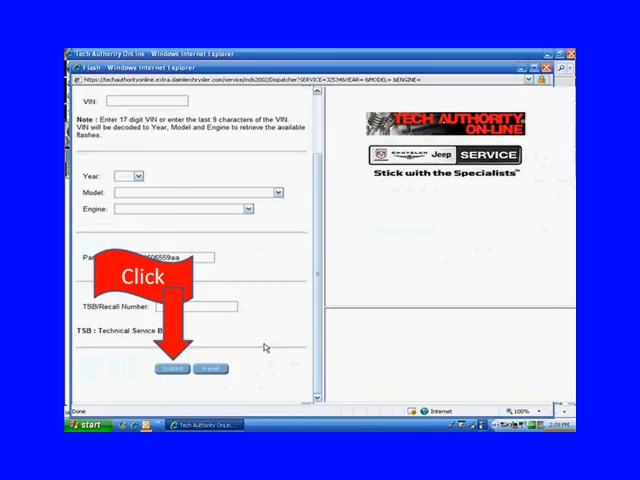 Tech Authority OnLine - Windows Internet Explorer
Flash - Windows Internet Explorer
https://techauthorityonline.extra.daimlerchrysler.com/service/mds2002/Dispatcher?SERVICE=J2534&YEAR= &MODEL= &ENGINE=
VIN:
Note : Enter 17 digit VIN or enter the last 9 characters of the VIN.
VIN will be decoded to Year, Model and Engine to retrieve the available
flashes.
TECH AUTHORITY
ON-LINE
CHRYSLER Jeep SERVICE
Stick with the Specialists™
Year:
Model:
Engine:
Click
TSB/Recall Number:
TSB : Technical Service B
Submit Reset
Done Internet 100%
start Tech Authority OnLin... 2:09 PM